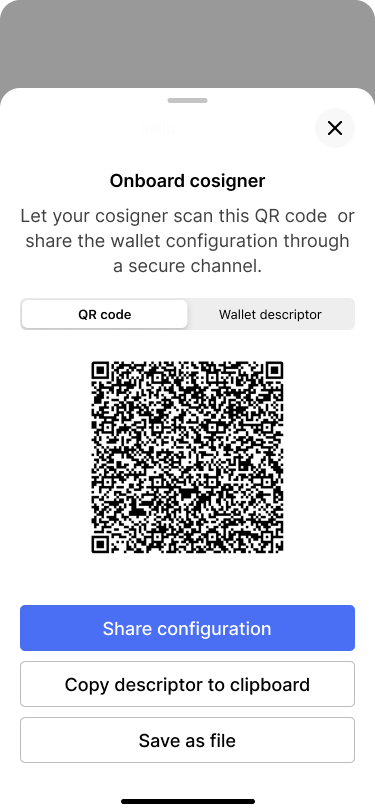 Onboard cosigner
Let your cosigner scan this QR code  or
share the wallet configuration through
a secure channel.
QR code
Wallet descriptor
Share configuration
Copy descriptor to clipboard
Save as file